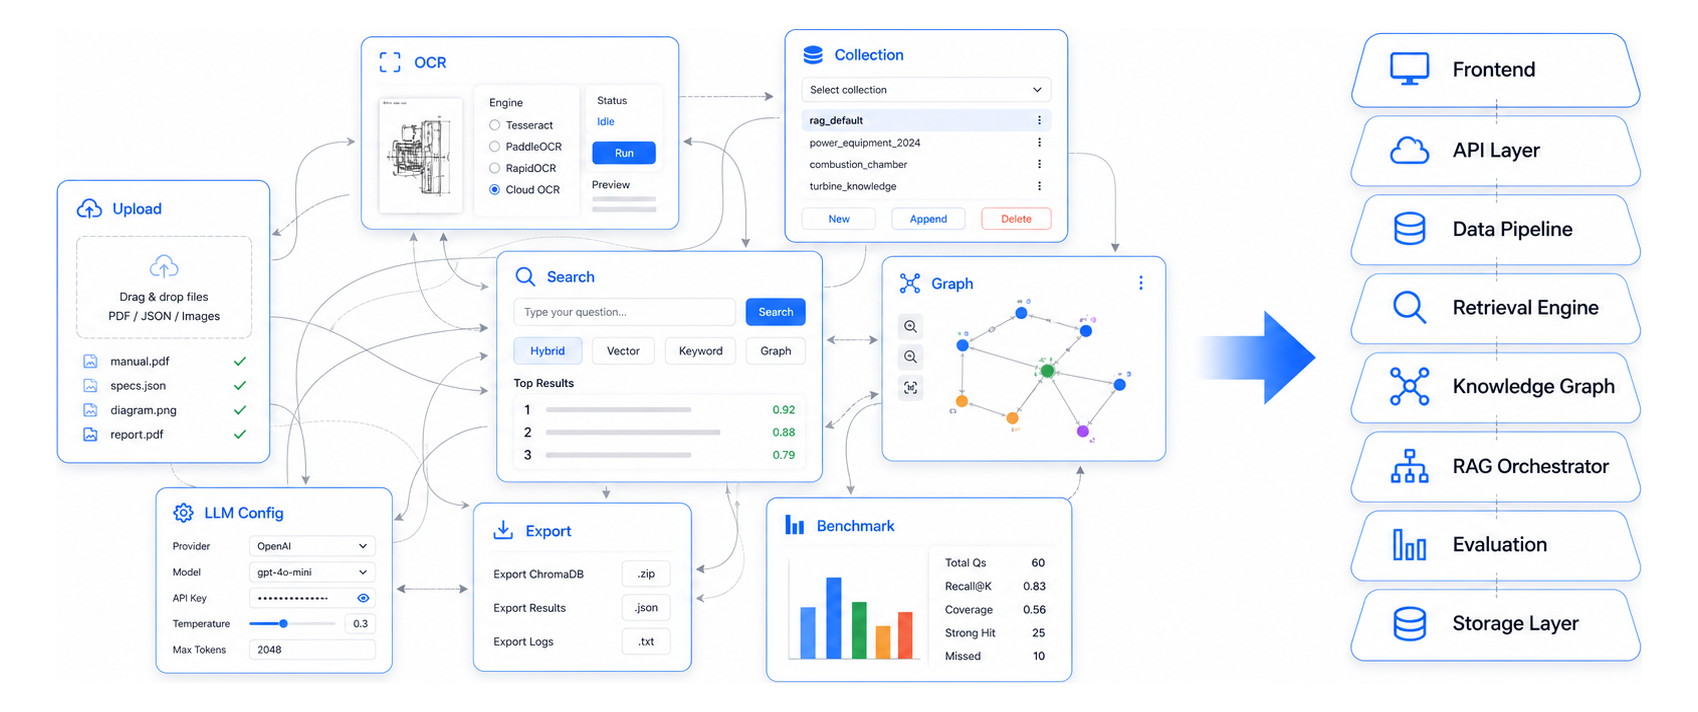 OCR
Engine
Tesseract
PaddleOCR
RapidOCR
Cloud OCR
Status
Idle
Run
Preview
Collection
Select collection
rag_default
power_equipment_2024
combustion_chamber
turbine_knowledge
New
Append
Delete
Upload
Drag & drop files
PDF / JSON / Images
manual.pdf
specs.json
diagram.png
report.pdf
Search
Type your question...
Search
Hybrid
Vector
Keyword
Graph
Top Results
1 0.92
2 0.88
3 0.79
Graph
LLM Config
Provider OpenAI
Model gpt-4o-mini
API Key
Temperature 0.3
Max Tokens 2048
Export
Export ChromaDB .zip
Export Results .json
Export Logs .txt
Benchmark
Total Qs 60
Recall@K 0.83
Coverage 0.56
Strong Hit 25
Missed 10
Frontend
API Layer
Data Pipeline
Retrieval Engine
Knowledge Graph
RAG Orchestrator
Evaluation
Storage Layer